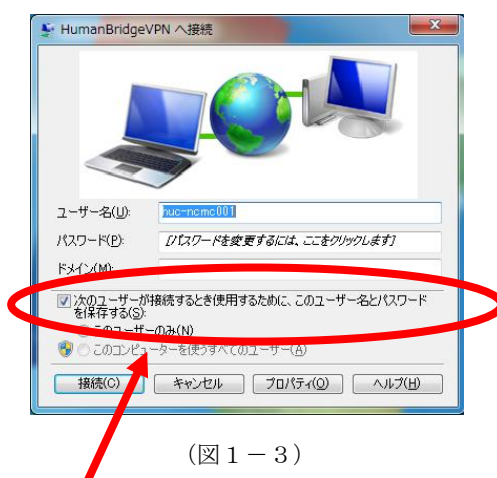 HumanBridgeVPN へ接続
ユーザー名(U):
huc-ncmc001
パスワード(P):
[パスワードを変更するには、ここをクリックします]
ドメイン(M):
次のユーザーが接続するとき使用するために、このユーザー名とパスワード
を保存する(S):
このユーザーのみ(N)
このコンピューターを使うすべてのユーザー(A)
接続(C)
キャンセル
プロパティ(O)
ヘルプ(H)
(図1-3)